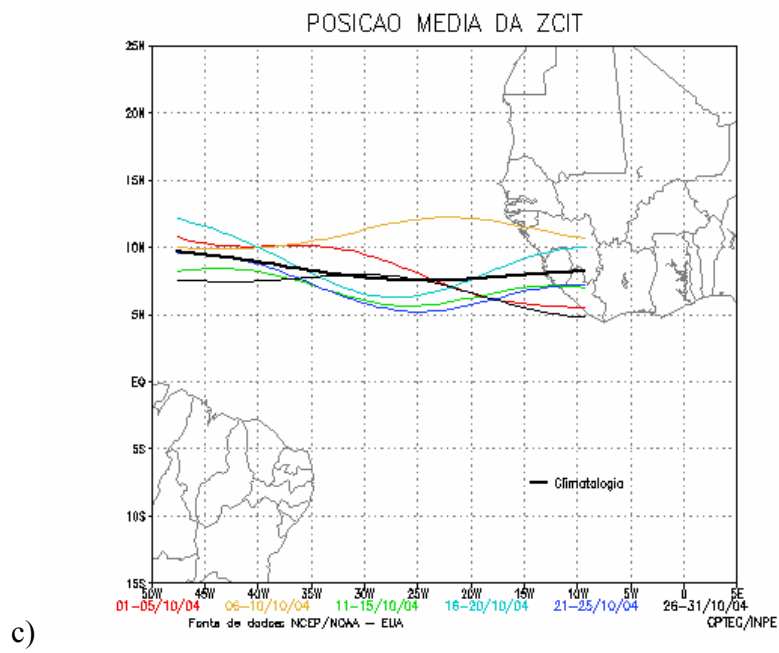 POSICAO MEDIA DA ZCIT
25N
20N
15N
10N
5N
EQ
5S
10S
15S
Climatalogia
50W 45W 40W 35W 30W 25W 20W 15W 10W 5W 0 5E
01-05/10/04 06-10/10/04 11-15/10/04 16-20/10/04 21-25/10/04 26-31/10/04
Fonte de dados NCEP/NOAA - EUA CPTEC/INPE
c)